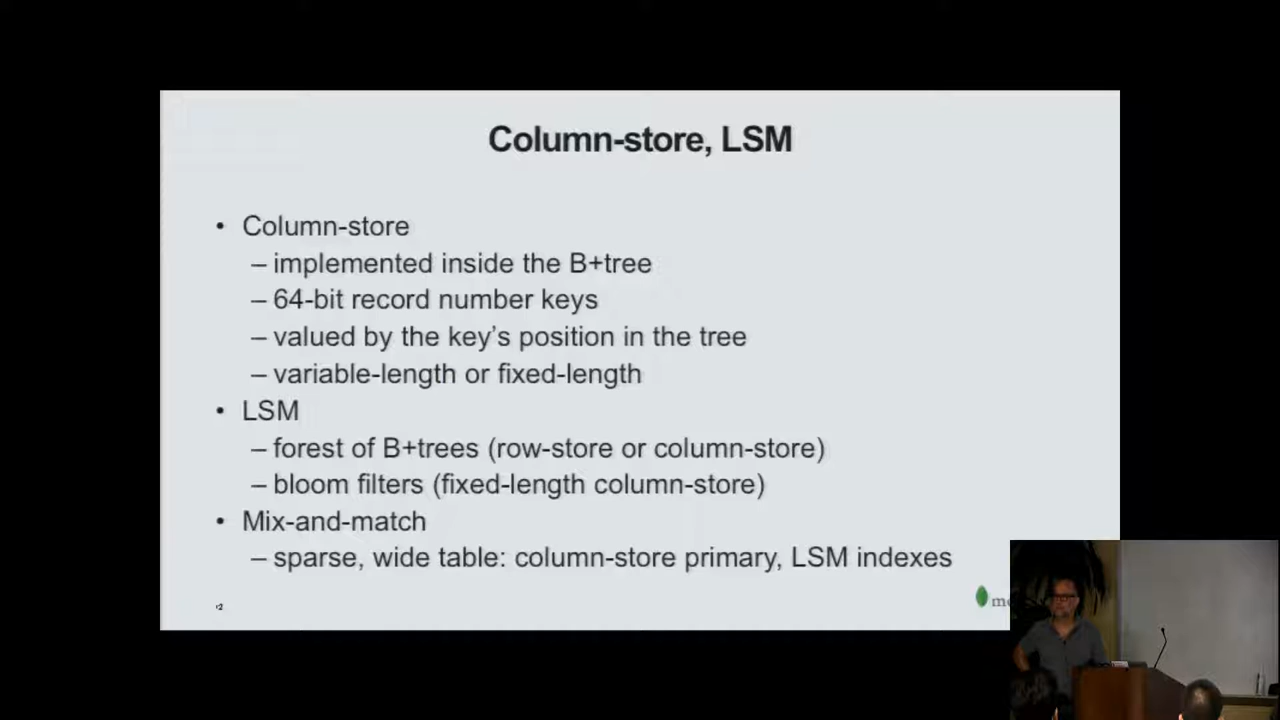 Column-store, LSM
• Column-store
– implemented inside the B+tree
– 64-bit record number keys
– valued by the key's position in the tree
– variable-length or fixed-length
• LSM
– forest of B+trees (row-store or column-store)
– bloom filters (fixed-length column-store)
• Mix-and-match
– sparse, wide table: column-store primary, LSM indexes